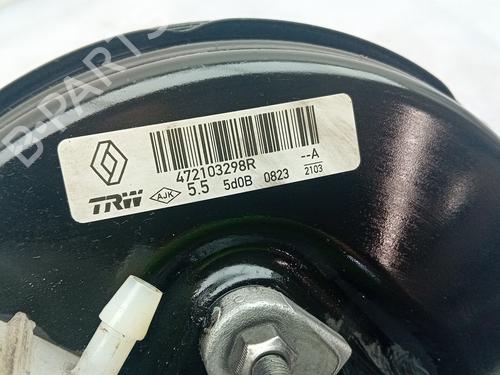 472103298R
--A
TRW AJK 5.5 5d0B 0823 2103
B-PARTS